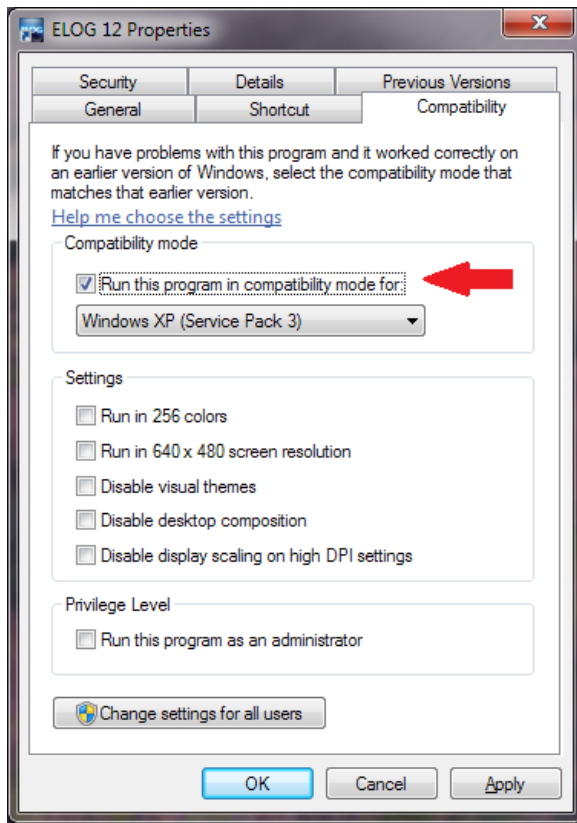 ELOG 12 Properties
Security Details Previous Versions
General Shortcut Compatibility
If you have problems with this program and it worked correctly on
an earlier version of Windows, select the compatibility mode that
matches that earlier version.
Help me choose the settings
Compatibility mode
Run this program in compatibility mode for:
Windows XP (Service Pack 3)
Settings
Run in 256 colors
Run in 640 x 480 screen resolution
Disable visual themes
Disable desktop composition
Disable display scaling on high DPI settings
Privilege Level
Run this program as an administrator
Change settings for all users
OK Cancel Apply